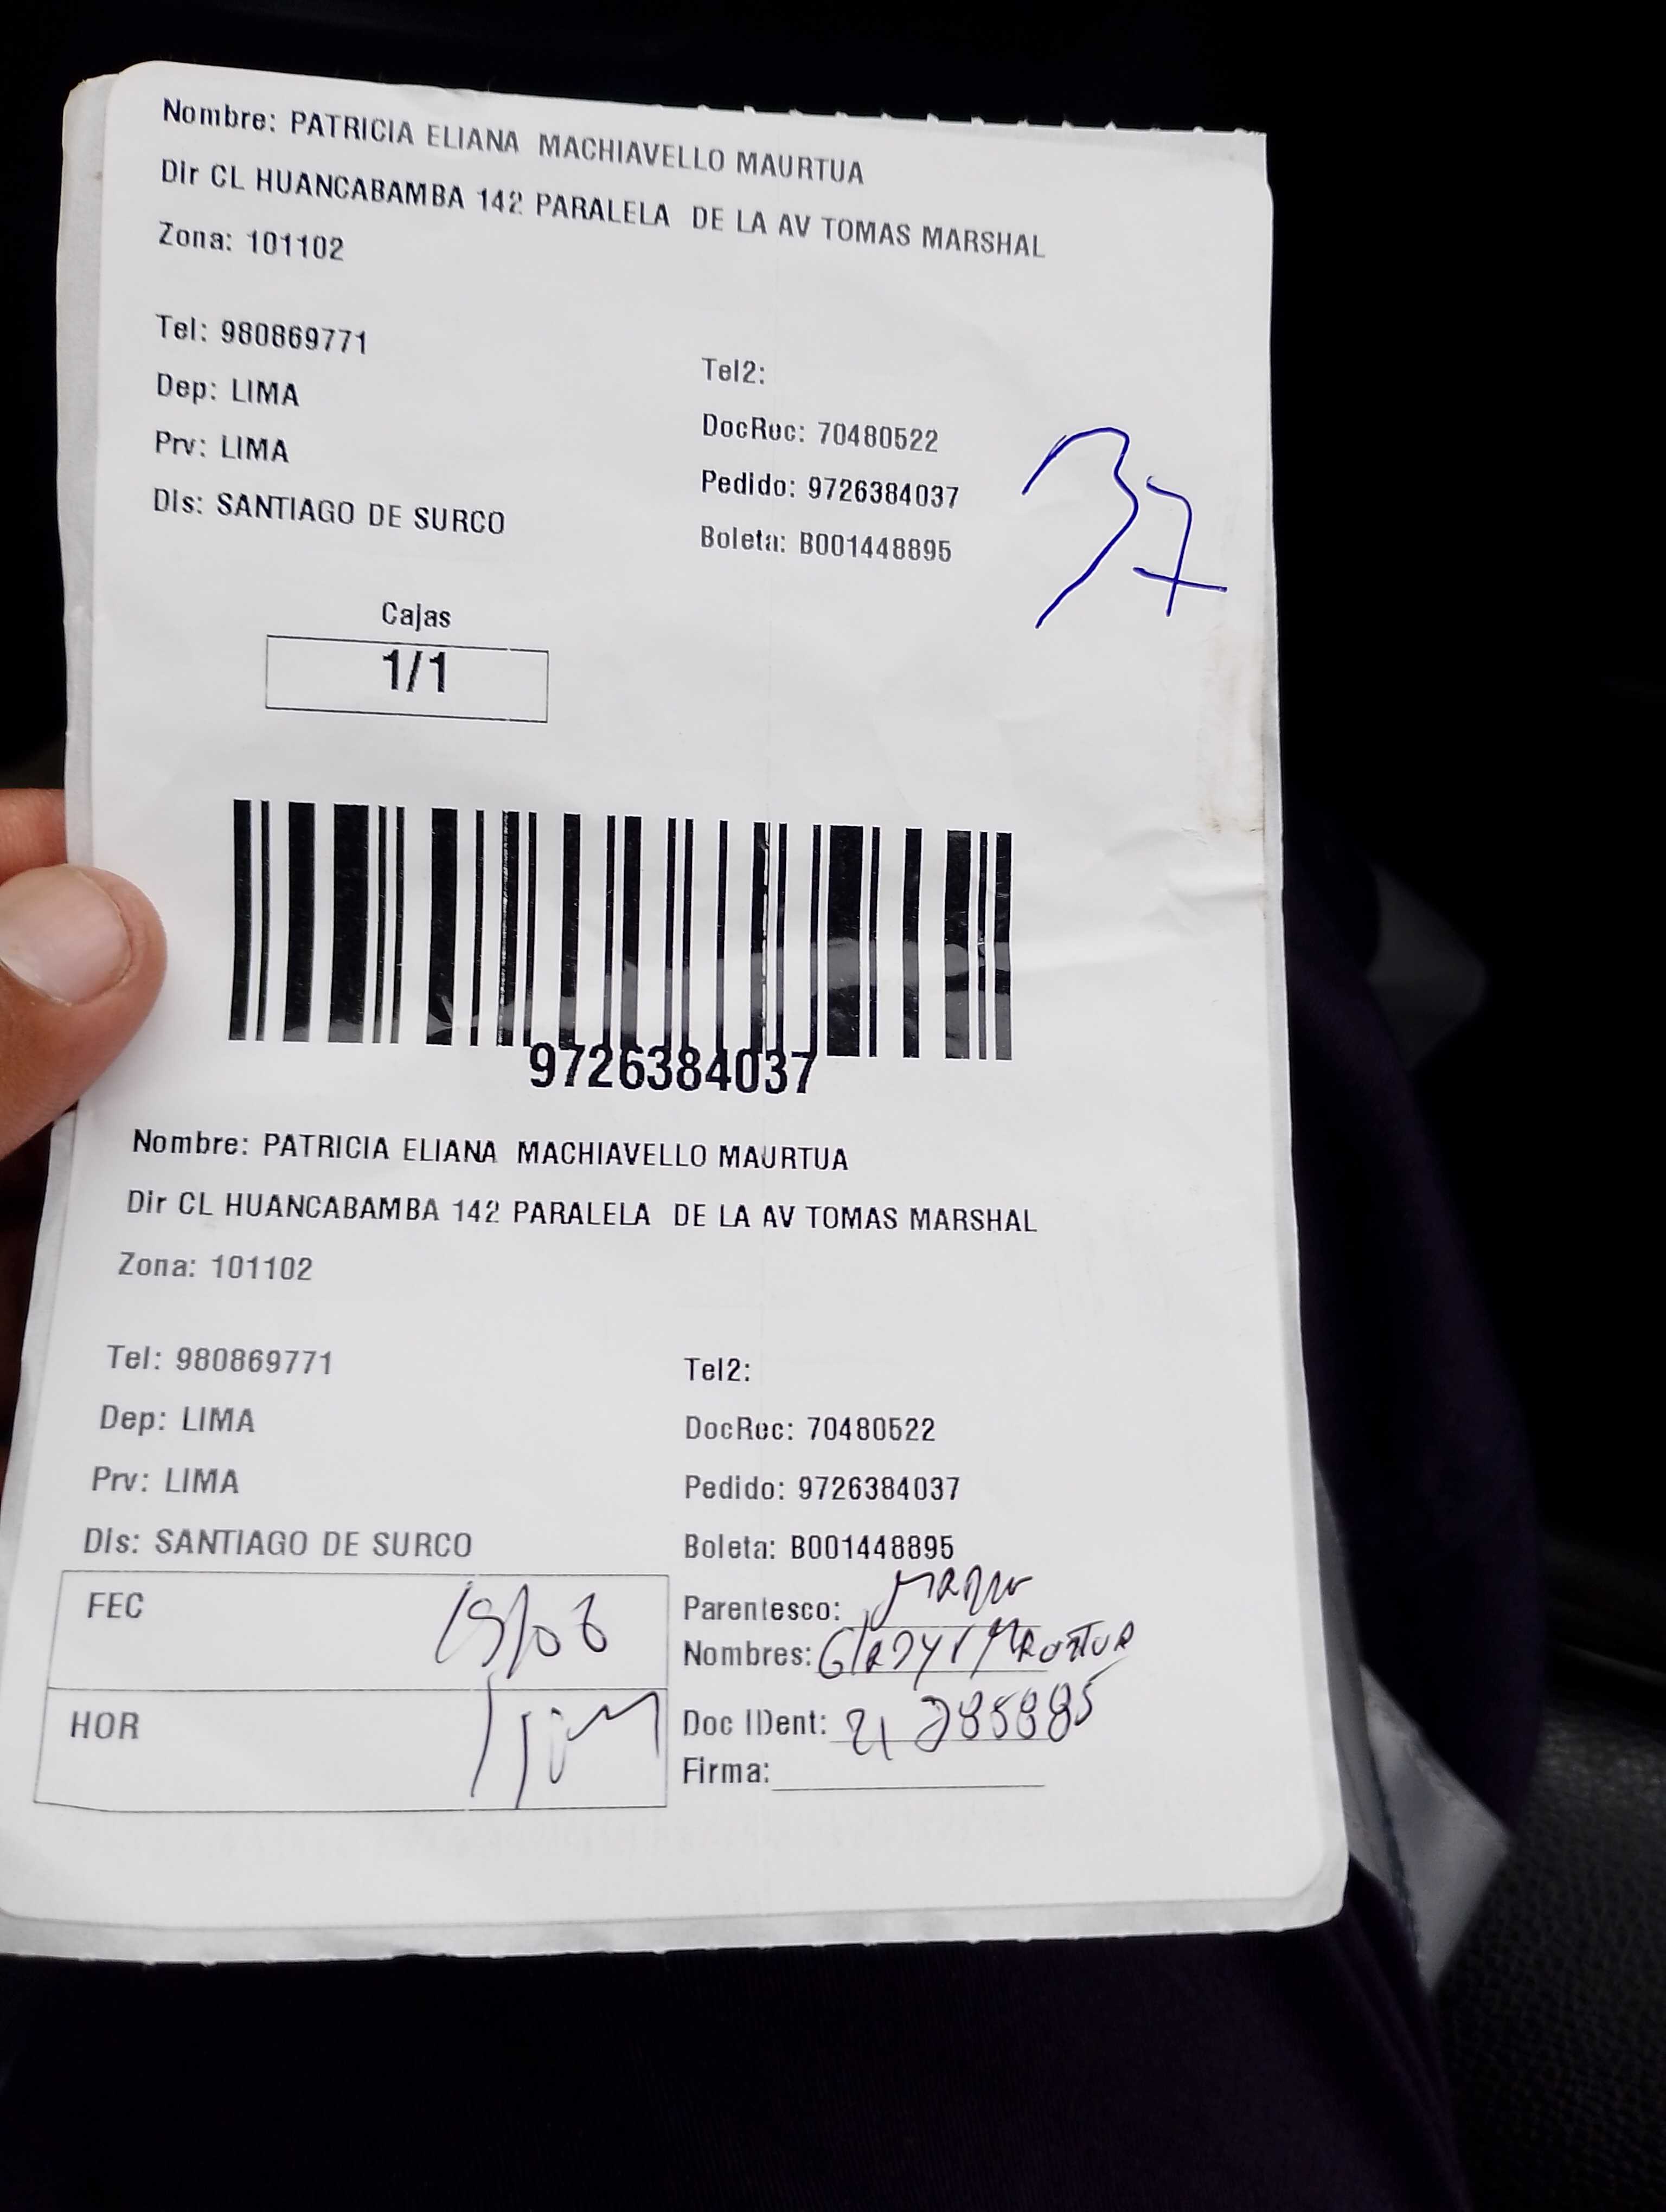 Nombre: PATRICIA ELIANA MACHIAVELLO MAURTUA
Dir CL HUANCABAMBA 142 PARALELA DE LA AV TOMAS MARSHAL
Zona: 101102
Tel: 980869771
Tel2:
Dep: LIMA
DocRec: 70480522
Prv: LIMA
Pedido: 9726384037
Dis: SANTIAGO DE SURCO
Boleta: B001448895
37
Cajas
1/1
9726384037
Nombre: PATRICIA ELIANA MACHIAVELLO MAURTUA
Dir CL HUANCABAMBA 142 PARALELA DE LA AV TOMAS MARSHAL
Zona: 101102
Tel: 980869771
Tel2:
Dep: LIMA
DocRec: 70480522
Prv: LIMA
Pedido: 9726384037
Dis: SANTIAGO DE SURCO
Boleta: B001448895
FEC
Parentesco:
Nombres: GLADYS MAURTUA
HOR
Doc IDent: 21285885
Firma: